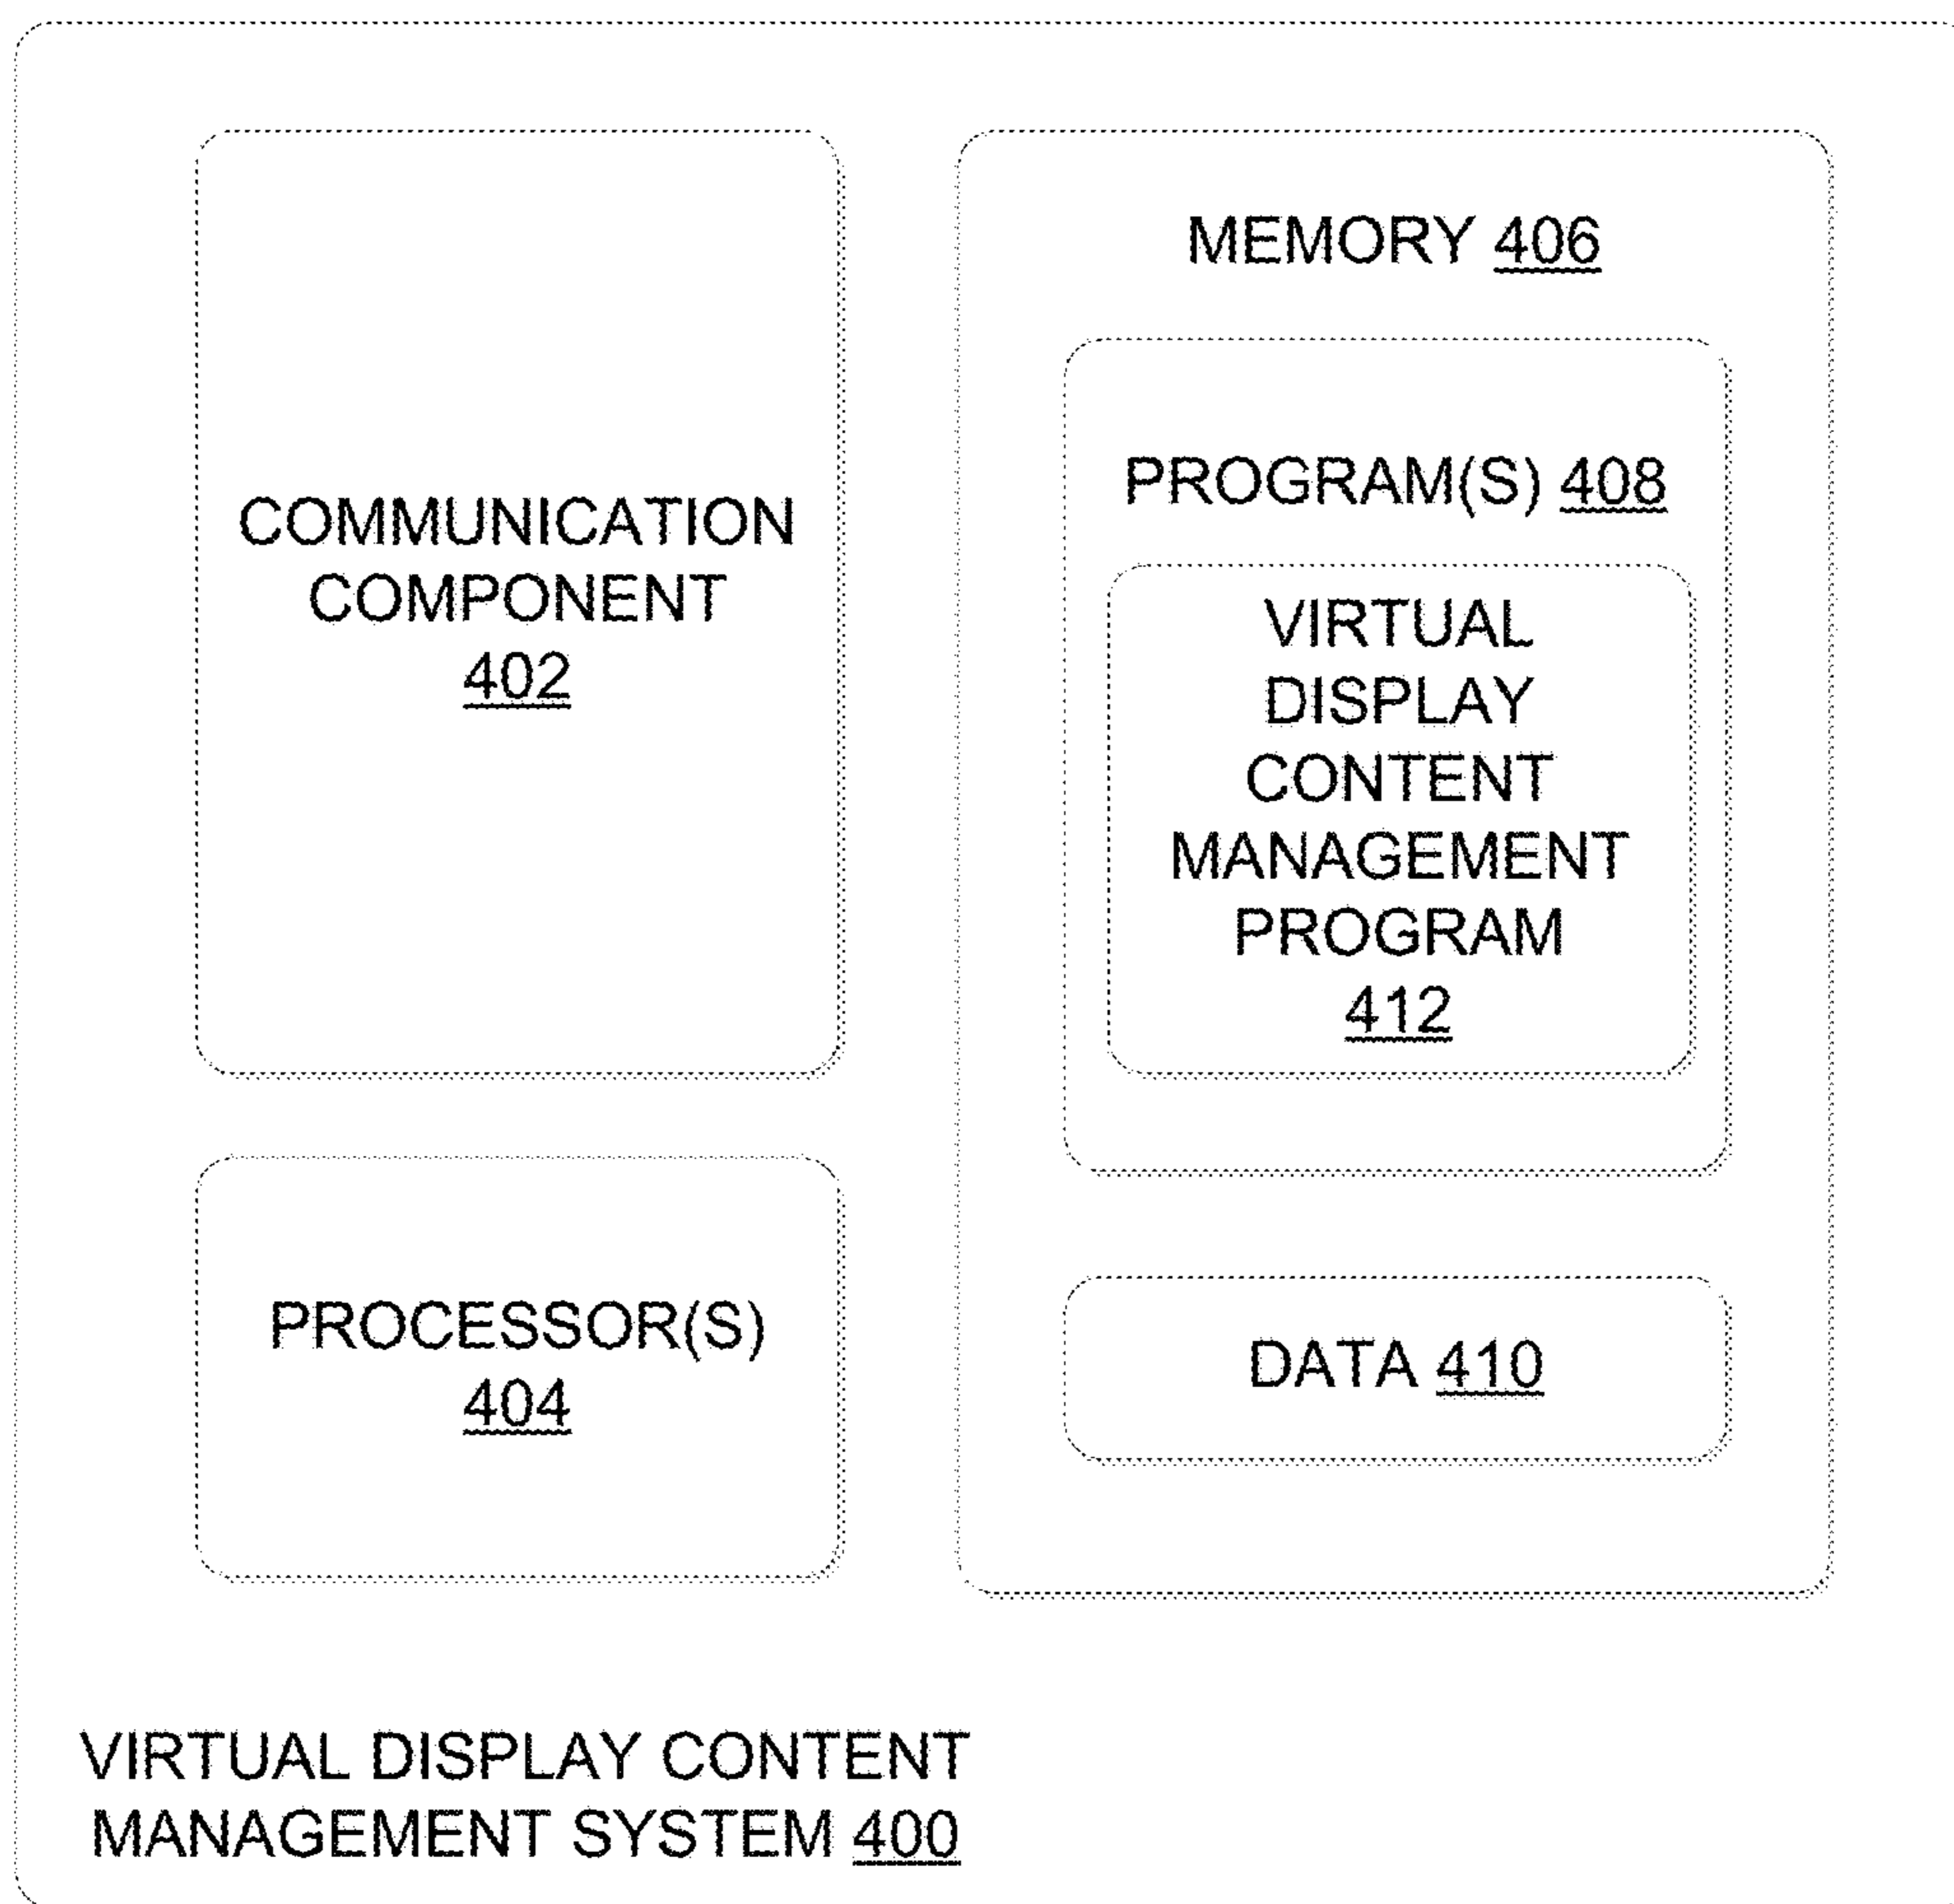 COMMUNICATION
COMPONENT
402
PROCESSOR(S)
404
MEMORY 406
PROGRAM(S) 408
VIRTUAL
DISPLAY
CONTENT
MANAGEMENT
PROGRAM
412
DATA 410
VIRTUAL DISPLAY CONTENT
MANAGEMENT SYSTEM 400